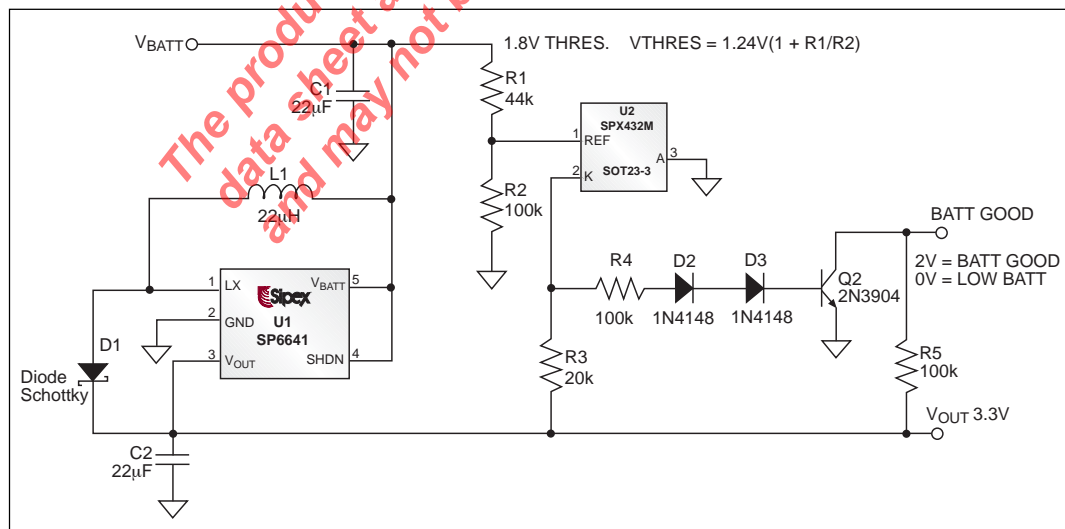 The produ
data sheet a
and may not b
VBATT
1.8V THRES. VTHRES = 1.24V(1 + R1/R2)
C1
22µF
R1
44k
U2
SPX432M
1
REF
A
3
2
K
SOT23-3
L1
22µH
R2
100k
BATT GOOD
2V = BATT GOOD
0V = LOW BATT
R4
100k
D2
1N4148
D3
1N4148
Q2
2N3904
1
LX
Sipex
VBATT
5
2
GND
U1
SP6641
3
VOUT
SHDN
4
D1
Diode
Schottky
R3
20k
R5
100k
VOUT 3.3V
C2
22µF